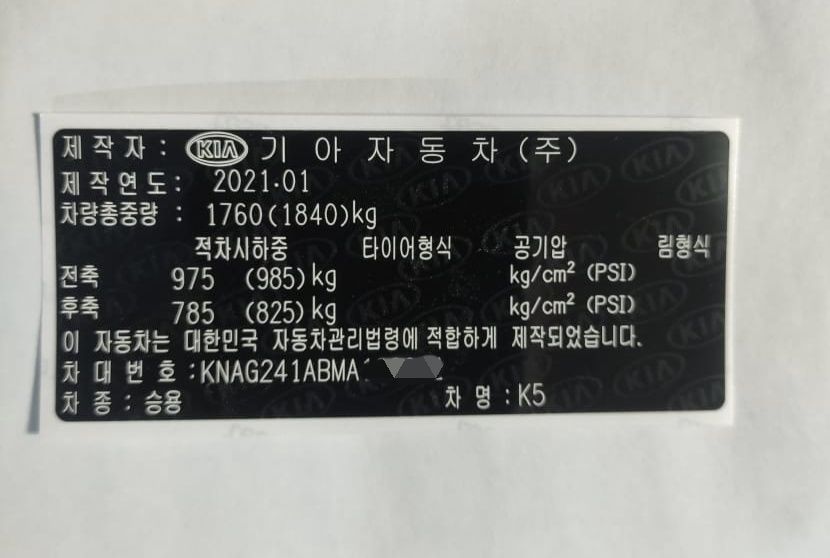 제 작 자 : KIA 기 아 자 동 차 (주)
제 작 연 도 : 2021.01
차량총중량 : 1760(1840)kg
적차시하중 타이어형식 공기압 림형식
전축 975 (985)kg kg/cm² (PSI)
후축 785 (825)kg kg/cm² (PSI)
이 자동차는 대한민국 자동차관리법령에 적합하게 제작되었습니다.
차 대 번 호 :KNAG241ABMA
차 종 : 승용 차 명 : K5